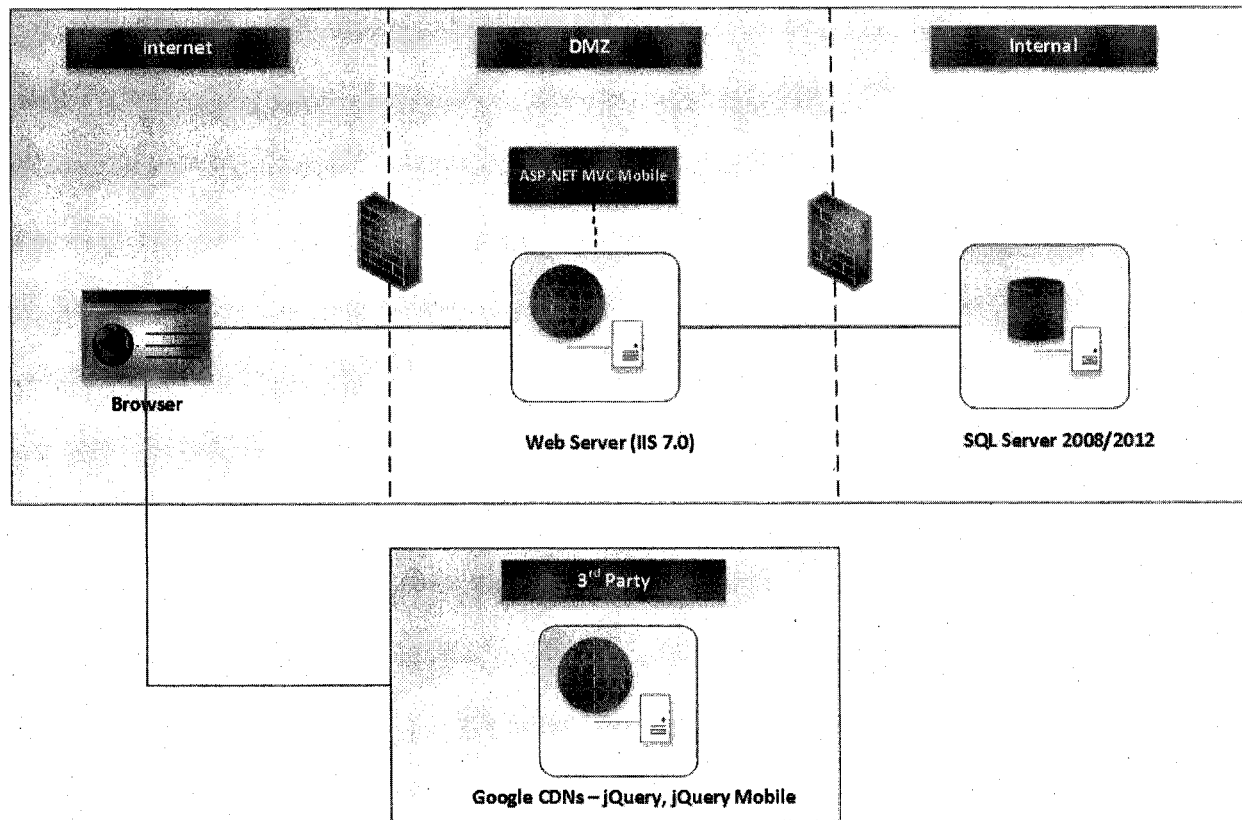 internet
DMZ
Internal
ASP.NET MVC Mobile
Browser
Web Server (IIS 7.0)
SQL Server 2008/2012
3rd Party
Google CDNs – jQuery, jQuery Mobile